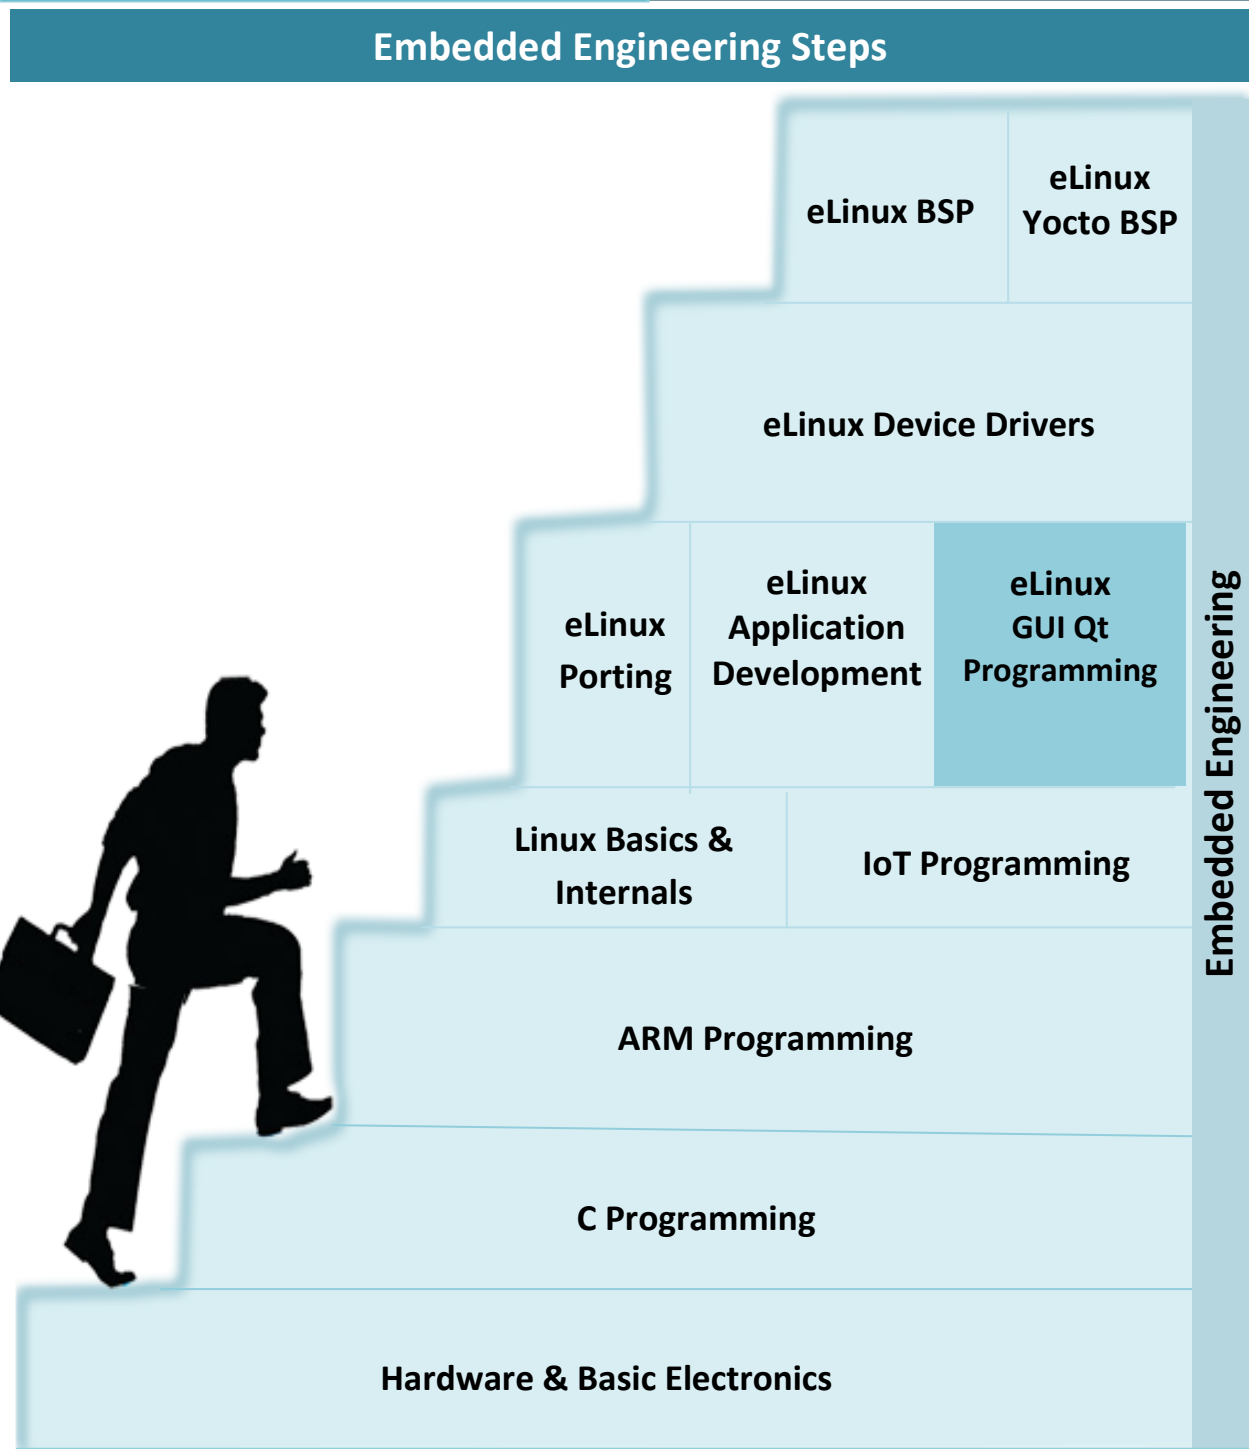 Embedded Engineering Steps
eLinux BSP
eLinux
Yocto BSP
eLinux Device Drivers
eLinux
Porting
eLinux
Application
Development
eLinux
GUI Qt
Programming
Linux Basics &
Internals
IoT Programming
ARM Programming
C Programming
Hardware & Basic Electronics
Embedded Engineering